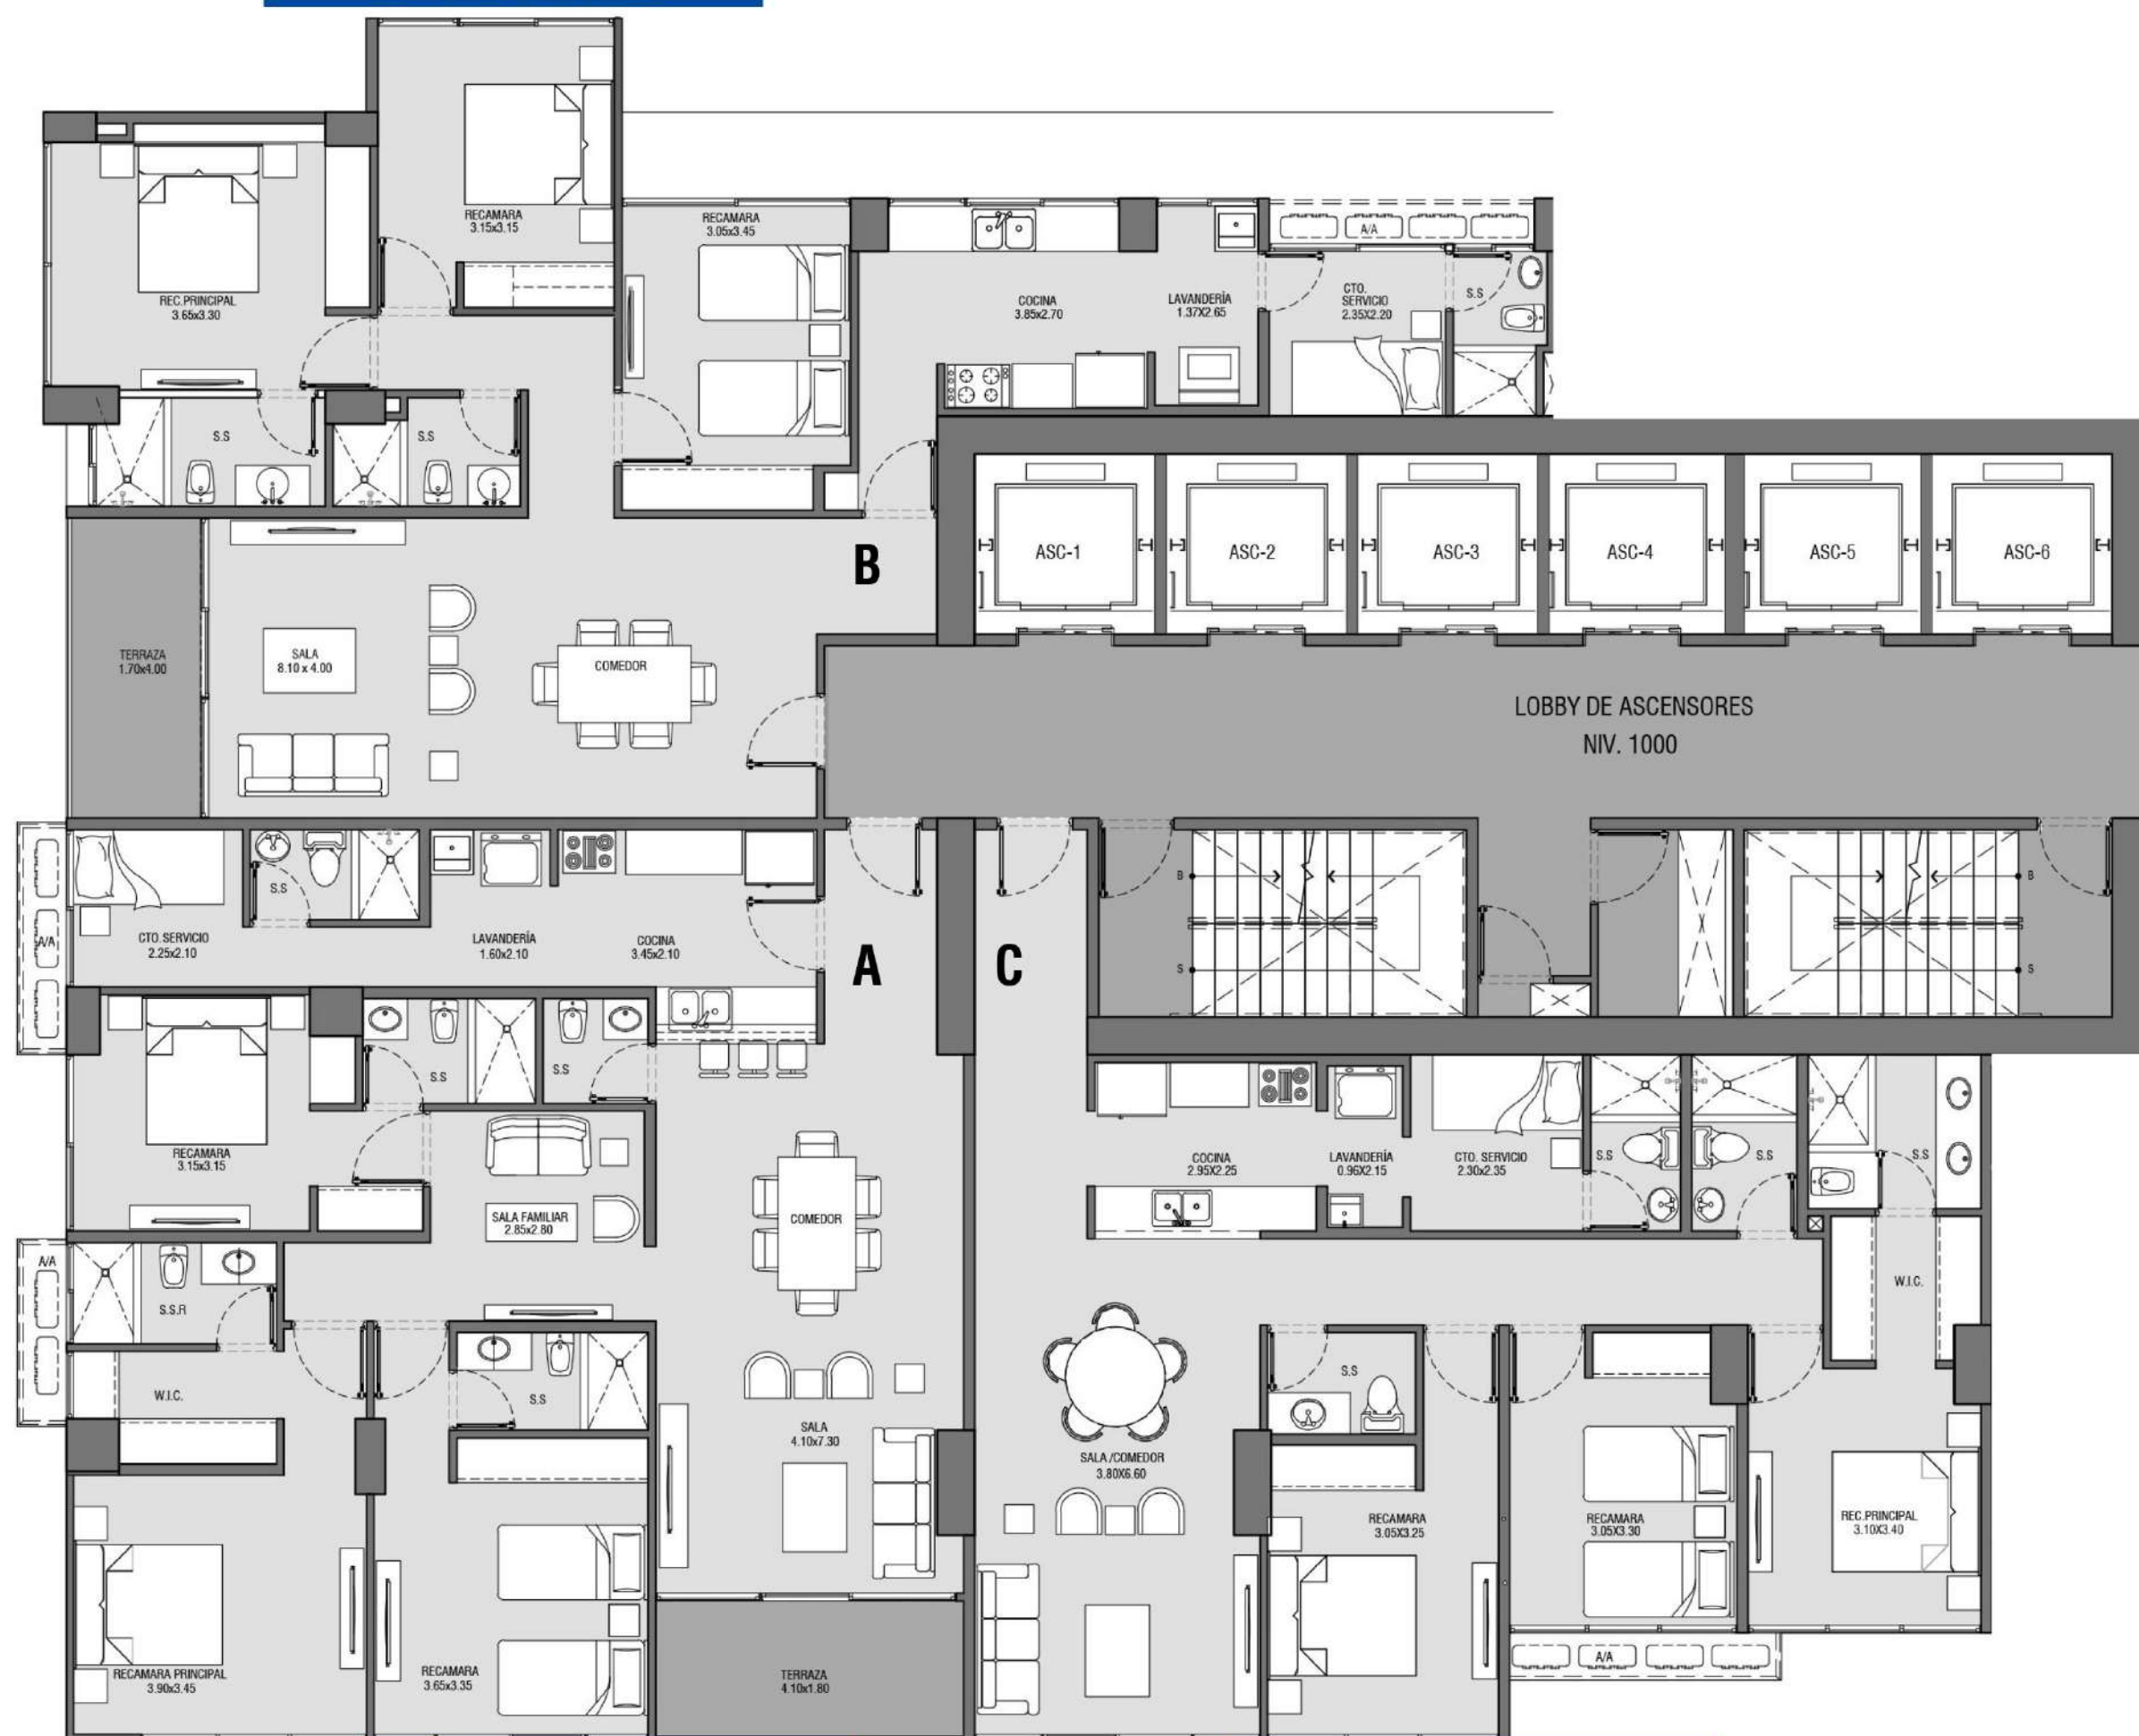 RECAMARA
3.15x3.15
REC.PRINCIPAL
3.65x3.30
RECAMARA
3.05x3.45
A/A
COCINA
3.85x2.70
LAVANDERÍA
1.37X2.65
CTO.
SERVICIO
2.35X2.20
S.S
S.S
S.S
B
ASC-1
ASC-2
ASC-3
ASC-4
ASC-5
ASC-6
TERRAZA
1.70x4.00
SALA
8.10 x 4.00
COMEDOR
LOBBY DE ASCENSORES
NIV. 1000
B
B
S
S
A/A
S.S
CTO. SERVICIO
2.25x2.10
LAVANDERÍA
1.60x2.10
COCINA
3.45x2.10
A
C
S.S
S.S
RECAMARA
3.15x3.15
SALA FAMILIAR
2.85x2.80
COMEDOR
COCINA
2.95X2.25
LAVANDERÍA
0.96X2.15
CTO. SERVICIO
2.30x2.35
S.S
S.S
S.S
A/A
S.S.R
W.I.C.
W.I.C.
S.S
S.S
SALA
4.10x7.30
SALA /COMEDOR
3.80X6.60
RECAMARA
3.05X3.25
RECAMARA
3.05X3.30
REC.PRINCIPAL
3.10X3.40
RECAMARA PRINCIPAL
3.90x3.45
RECAMARA
3.65x3.35
TERRAZA
4.10x1.80
A/A